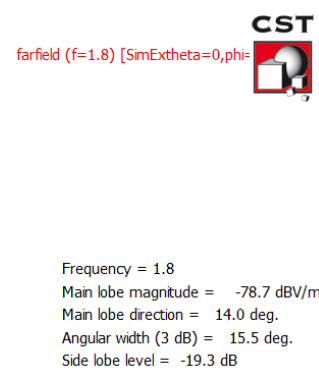 CST
farfield (f=1.8) [SimExtheta=0,phi=
Frequency = 1.8
Main lobe magnitude = -78.7 dBV/m
Main lobe direction = 14.0 deg.
Angular width (3 dB) = 15.5 deg.
Side lobe level = -19.3 dB